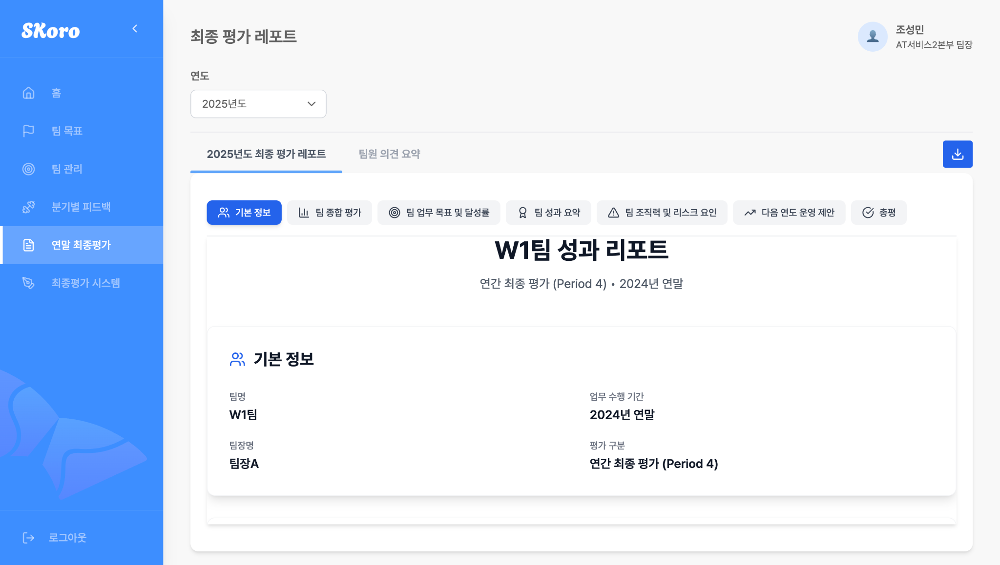 SKoro
홈
팀 목표
팀 관리
분기별 피드백
연말 최종평가
최종평가 시스템
로그아웃
최종 평가 레포트
조성민
AT서비스2본부 팀장
연도
2025년도
2025년도 최종 평가 레포트
팀원 의견 요약
기본 정보
팀 종합 평가
팀 업무 목표 및 달성률
팀 성과 요약
팀 조직력 및 리스크 요인
다음 연도 운영 제안
총평
W1팀 성과 리포트
연간 최종 평가 (Period 4) • 2024년 연말
기본 정보
팀명
W1팀
업무 수행 기간
2024년 연말
팀장명
팀장A
평가 구분
연간 최종 평가 (Period 4)